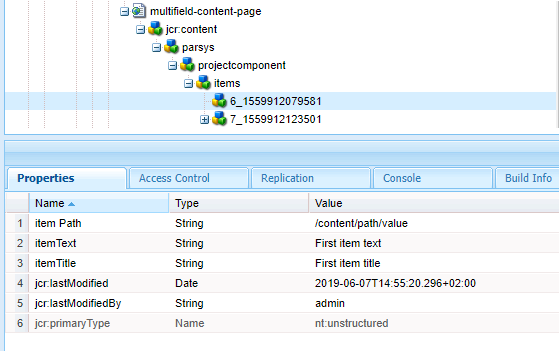 multifield-content-page
jcr:content
parsys
projectcomponent
items
6_1559912079581
7_1559912123501
Properties Access Control Replication Console Build Info
Name Type Value
1 item Path String /content/path/value
2 itemText String First item text
3 itemTitle String First item title
4 jcr:lastModified Date 2019-06-07T14:55:20.296+02:00
5 jcr:lastModifiedBy String admin
6 jcr:primaryType Name nt:unstructured